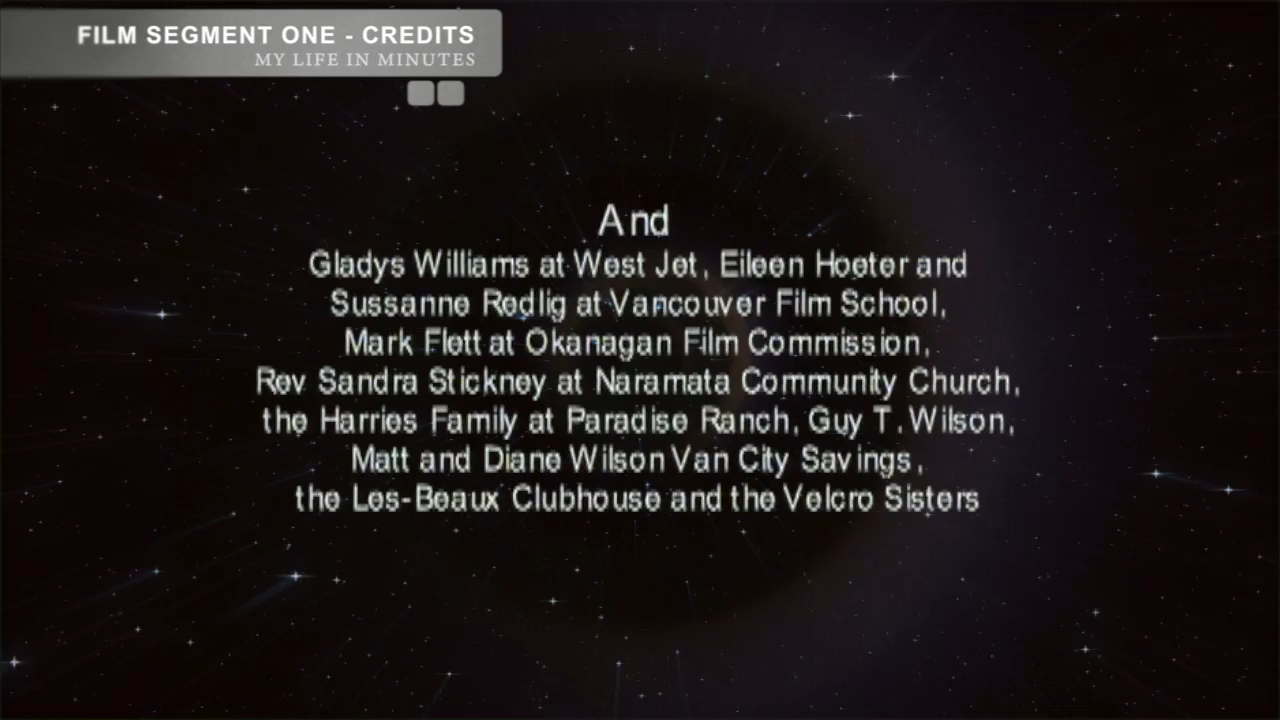 FILM SEGMENT ONE - CREDITS
MY LIFE IN MINUTES
And
Gladys Williams at West Jet, Eileen Hoeter and
Sussanne Redlig at Vancouver Film School,
Mark Flett at Okanagan Film Commission,
Rev Sandra Stickney at Naramata Community Church,
the Harries Family at Paradise Ranch, Guy T. Wilson,
Matt and Diane Wilson Van City Savings,
the Les-Beaux Clubhouse and the Velcro Sisters